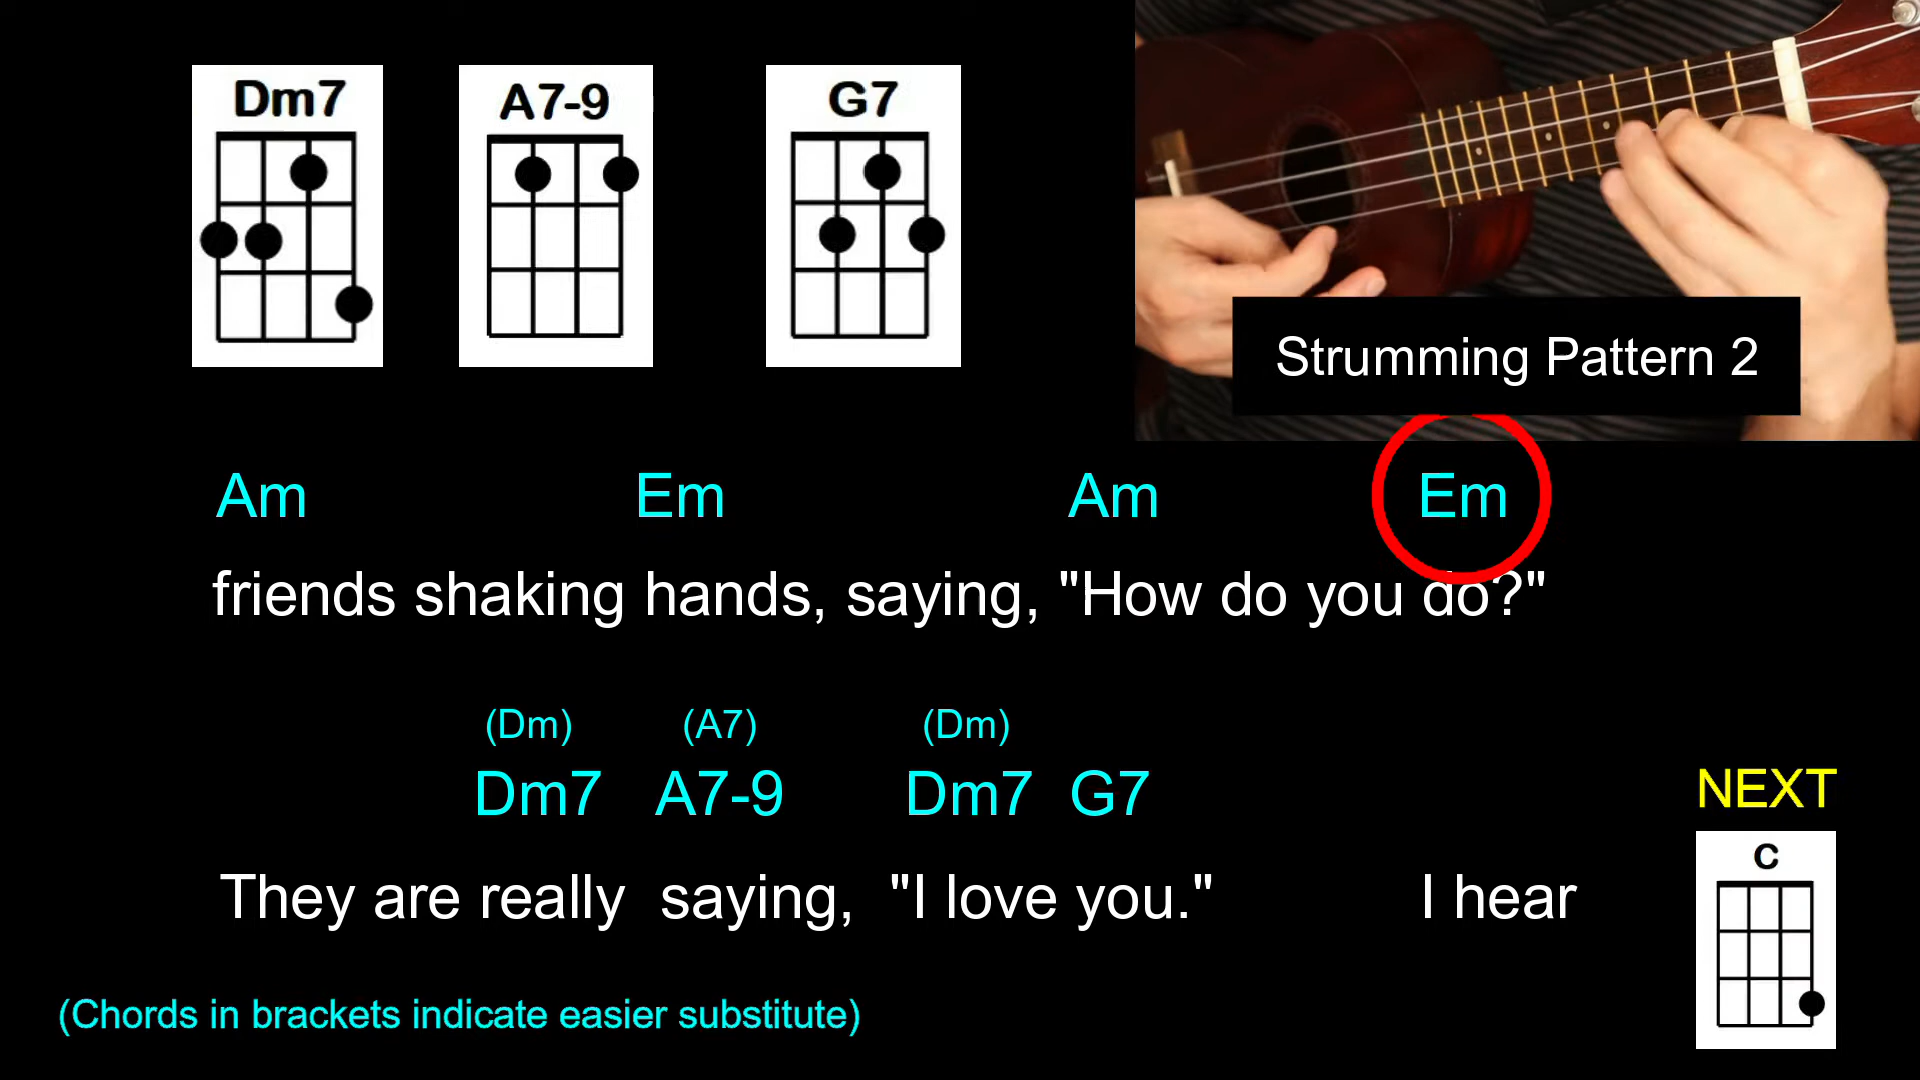 Dm7 A7-9 G7
Strumming Pattern 2
Am Em Am Em
friends shaking hands, saying, "How do you do?"
(Dm) (A7) (Dm)
Dm7 A7-9 Dm7 G7
They are really saying, "I love you." I hear
NEXT
C
(Chords in brackets indicate easier substitute)